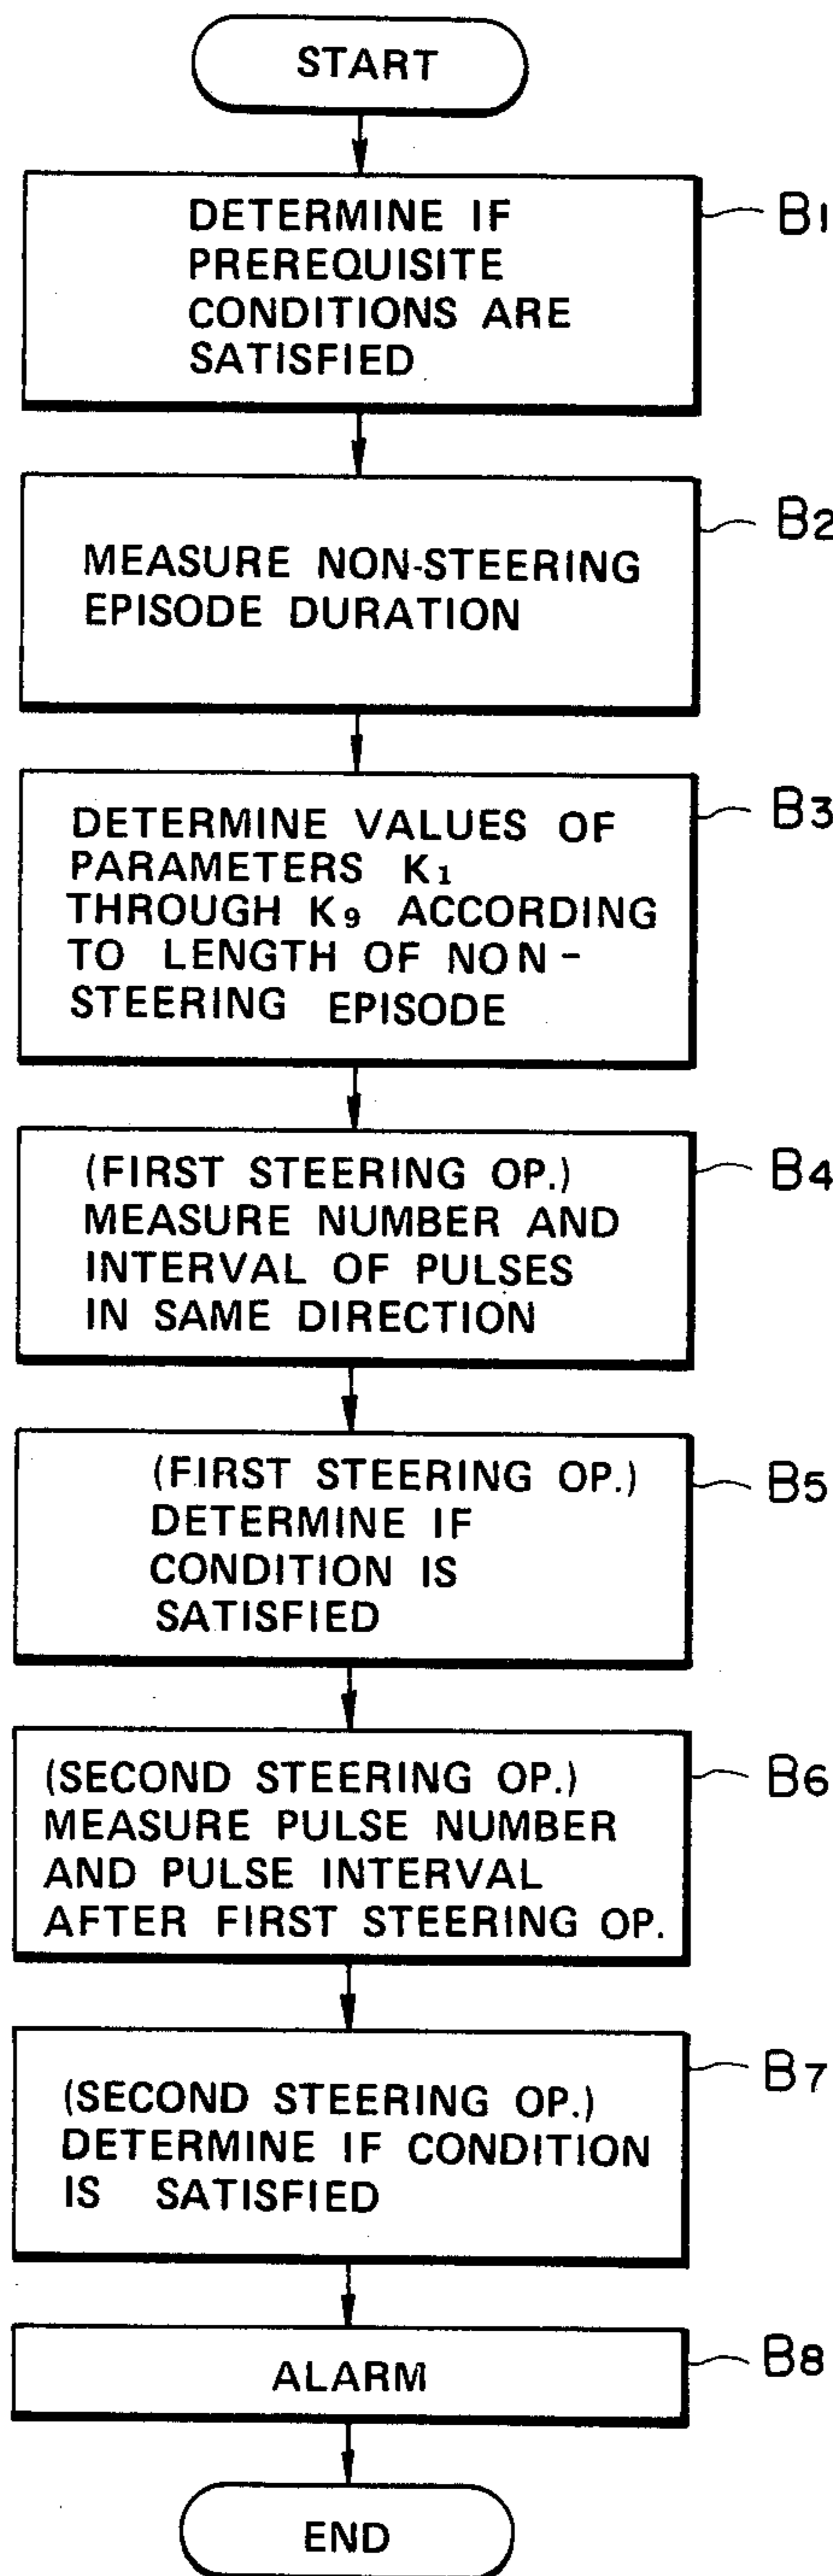 START
DETERMINE IF
PREREQUISITE
CONDITIONS ARE
SATISFIED
B1
MEASURE NON-STEERING
EPISODE DURATION
B2
DETERMINE VALUES OF
PARAMETERS K1
THROUGH K9 ACCORDING
TO LENGTH OF NON-
STEERING EPISODE
B3
(FIRST STEERING OP.)
MEASURE NUMBER AND
INTERVAL OF PULSES
IN SAME DIRECTION
B4
(FIRST STEERING OP.)
DETERMINE IF
CONDITION IS
SATISFIED
B5
(SECOND STEERING OP.)
MEASURE PULSE NUMBER
AND PULSE INTERVAL
AFTER FIRST STEERING OP.
B6
(SECOND STEERING OP.)
DETERMINE IF CONDITION
IS SATISFIED
B7
ALARM
B8
END